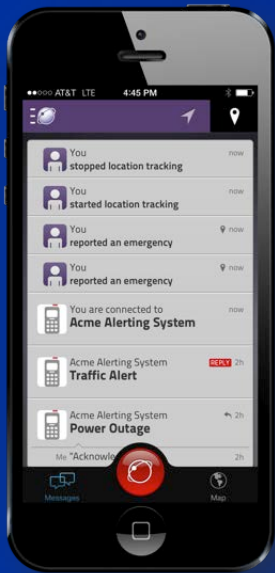 AT&T LTE 4:45 PM
You now
stopped location tracking
You now
started location tracking
You now
reported an emergency
You now
reported an emergency
You are connected to now
Acme Alerting System
Acme Alerting System REPLY 2h
Traffic Alert
Acme Alerting System 2h
Power Outage
Me "Acknowle 2h
Messages
Map